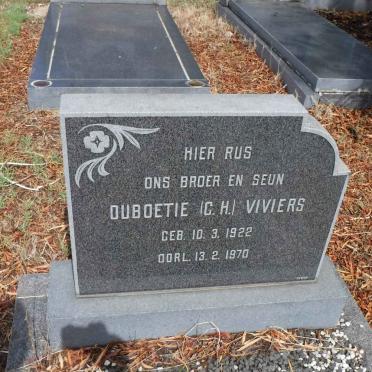 HIER RUS
ONS BROER EN SEUN
OUBOETIE (G.H.) VIVIERS
GEB. 10. 3. 1922
OORL. 13. 2. 1970